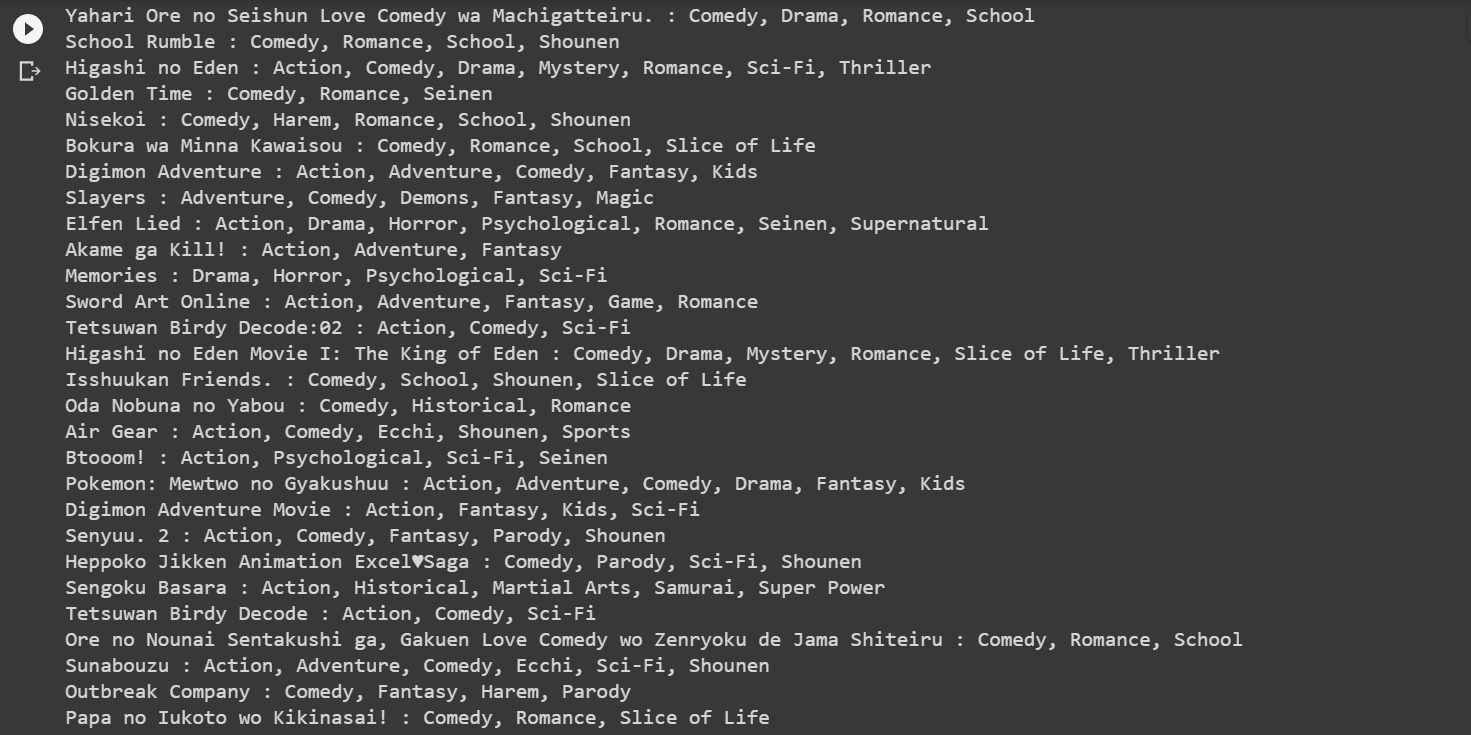 Yahari Ore no Seishun Love Comedy wa Machigatteiru. : Comedy, Drama, Romance, School
School Rumble : Comedy, Romance, School, Shounen
Higashi no Eden : Action, Comedy, Drama, Mystery, Romance, Sci-Fi, Thriller
Golden Time : Comedy, Romance, Seinen
Nisekoi : Comedy, Harem, Romance, School, Shounen
Bokura wa Minna Kawaisou : Comedy, Romance, School, Slice of Life
Digimon Adventure : Action, Adventure, Comedy, Fantasy, Kids
Slayers : Adventure, Comedy, Demons, Fantasy, Magic
Elfen Lied : Action, Drama, Horror, Psychological, Romance, Seinen, Supernatural
Akame ga Kill! : Action, Adventure, Fantasy
Memories : Drama, Horror, Psychological, Sci-Fi
Sword Art Online : Action, Adventure, Fantasy, Game, Romance
Tetsuwan Birdy Decode:02 : Action, Comedy, Sci-Fi
Higashi no Eden Movie I: The King of Eden : Comedy, Drama, Mystery, Romance, Slice of Life, Thriller
Isshuukan Friends. : Comedy, School, Shounen, Slice of Life
Oda Nobuna no Yabou : Comedy, Historical, Romance
Air Gear : Action, Comedy, Ecchi, Shounen, Sports
Btooom! : Action, Psychological, Sci-Fi, Seinen
Pokemon: Mewtwo no Gyakushuu : Action, Adventure, Comedy, Drama, Fantasy, Kids
Digimon Adventure Movie : Action, Fantasy, Kids, Sci-Fi
Senyuu. 2 : Action, Comedy, Fantasy, Parody, Shounen
Heppoko Jikken Animation Excel♥Saga : Comedy, Parody, Sci-Fi, Shounen
Sengoku Basara : Action, Historical, Martial Arts, Samurai, Super Power
Tetsuwan Birdy Decode : Action, Comedy, Sci-Fi
Ore no Nounai Sentakushi ga, Gakuen Love Comedy wo Zenryoku de Jama Shiteiru : Comedy, Romance, School
Sunabouzu : Action, Adventure, Comedy, Ecchi, Sci-Fi, Shounen
Outbreak Company : Comedy, Fantasy, Harem, Parody
Papa no Iukoto wo Kikinasai! : Comedy, Romance, Slice of Life